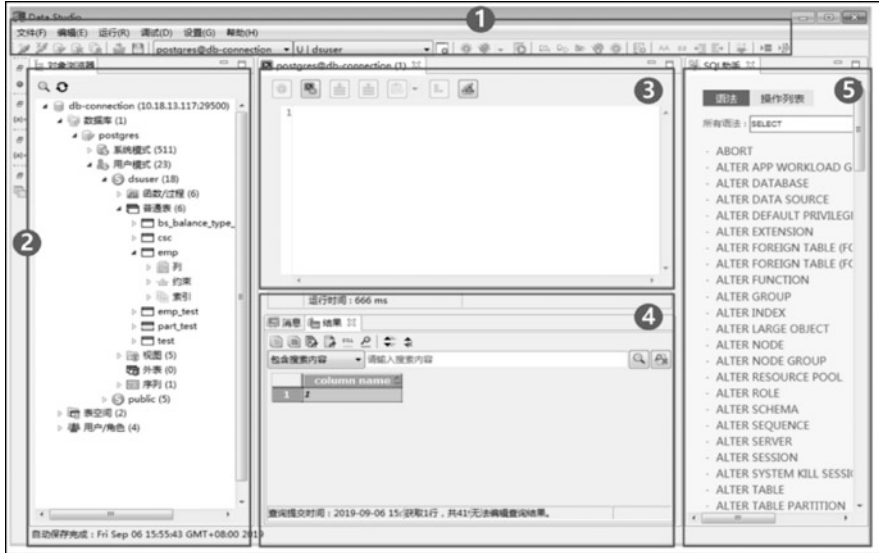 Data Studio
1
文件(F) 编辑(E) 运行(R) 调试(D) 设置(G) 帮助(H)
postgres@db-connection
U | dsuser
对象浏览器
db-connection (10.18.13.117:29500)
数据库 (1)
postgres
系统模式 (511)
用户模式 (23)
dsuser (18)
函数/过程 (6)
普通表 (6)
bs_balance_type_
csc
emp
列
约束
索引
emp_test
part_test
test
视图 (5)
外表 (0)
序列 (1)
public (5)
表空间 (2)
用户/角色 (4)
2
自动保存完成：Fri Sep 06 15:55:43 GMT+08:00 2019
postgres@db-connection (1)
3
1
运行时间：666 ms
4
消息 结果
包含搜索内容 请输入搜索内容
column name
1
查询提交时间：2019-09-06 15:
获取1行，共41
无法编辑查询结果。
SQL助手
5
语法 操作列表
所有语法： SELECT
- ABORT
- ALTER APP WORKLOAD G
- ALTER DATABASE
- ALTER DATA SOURCE
- ALTER DEFAULT PRIVILEGI
- ALTER EXTENSION
- ALTER FOREIGN TABLE (FO
- ALTER FOREIGN TABLE (FO
- ALTER FUNCTION
- ALTER GROUP
- ALTER INDEX
- ALTER LARGE OBJECT
- ALTER NODE
- ALTER NODE GROUP
- ALTER RESOURCE POOL
- ALTER ROLE
- ALTER SCHEMA
- ALTER SEQUENCE
- ALTER SERVER
- ALTER SESSION
- ALTER SYSTEM KILL SESSI
- ALTER TABLE
- ALTER TABLE PARTITION